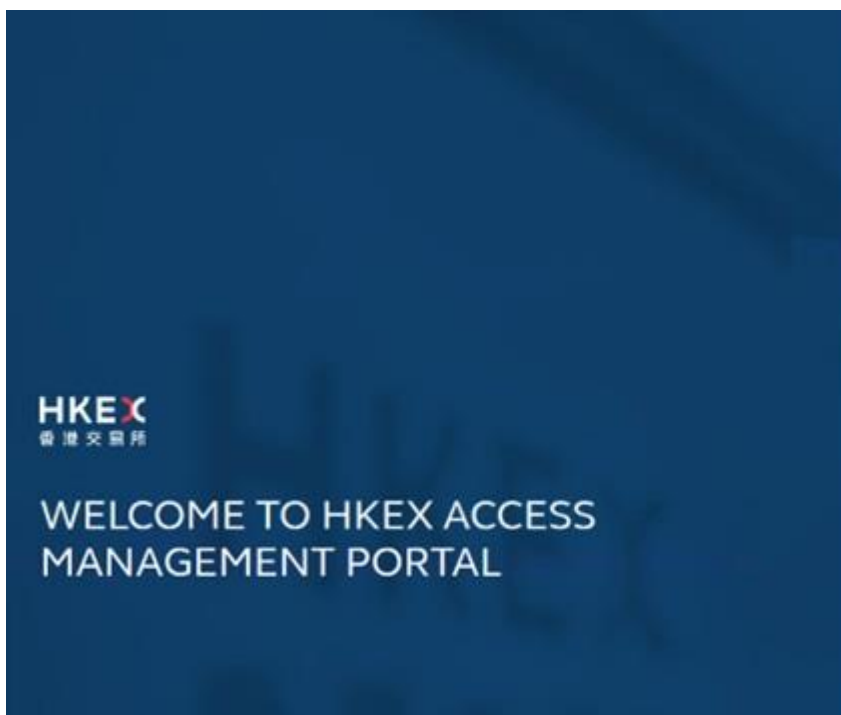 HKEX
香港交易所
WELCOME TO HKEX ACCESS
MANAGEMENT PORTAL